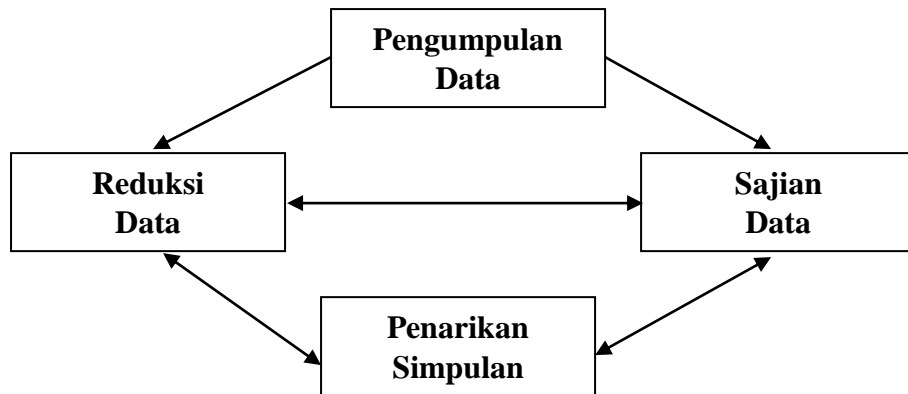 Pengumpulan
Data
Reduksi
Data
Sajian
Data
Penarikan
Simpulan